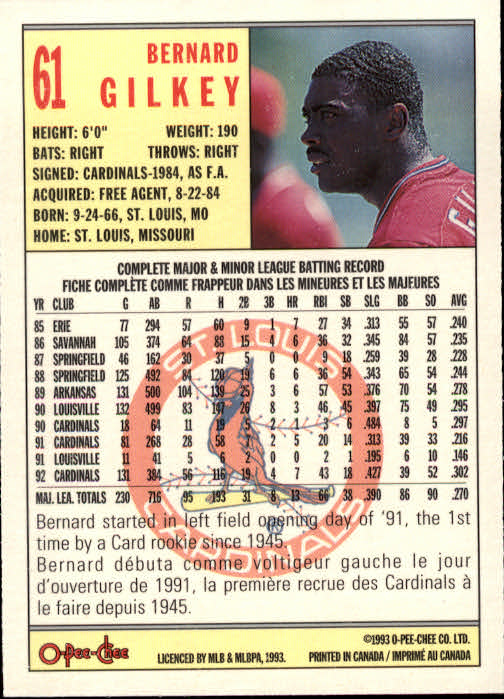 61
BERNARD
GILKEY
HEIGHT: 6'0" WEIGHT: 190
BATS: RIGHT THROWS: RIGHT
SIGNED: CARDINALS-1984, AS F.A.
ACQUIRED: FREE AGENT, 8-22-84
BORN: 9-24-66, ST. LOUIS, MO
HOME: ST. LOUIS, MISSOURI
COMPLETE MAJOR & MINOR LEAGUE BATTING RECORD
FICHE COMPLÈTE COMME FRAPPEUR DANS LES MINEURES ET LES MAJEURES
YR CLUB G AB R H 2B 3B HR RBI SB SLG BB SO AVG
85 ERIE 77 294 57 60 9 1 7 27 34 .313 55 57 .240
86 SAVANNAH 105 374 64 88 15 4 6 36 32 .345 84 57 .235
87 SPRINGFIELD 46 162 30 37 5 0 0 9 18 .259 39 28 .228
88 SPRINGFIELD 125 492 84 120 19 6 6 36 54 .343 65 54 .244
89 ARKANSAS 131 500 104 139 25 3 6 57 53 .376 70 54 .278
90 LOUISVILLE 132 499 83 147 26 8 3 46 45 .397 75 49 .295
90 CARDINALS 18 64 11 19 5 2 1 3 6 .484 8 5 .297
91 CARDINALS 81 268 28 58 7 2 5 20 14 .313 39 33 .216
91 LOUISVILLE 11 41 5 6 2 0 0 2 1 .195 6 10 .146
92 CARDINALS 131 384 56 116 19 4 7 43 18 .427 39 52 .302
MAJ. LEA. TOTALS 230 716 95 193 31 8 13 66 38 .390 86 90 .270
ST LOUIS
CARDINALS
Bernard started in left field opening day of '91, the 1st
time by a Card rookie since 1945.
Bernard débuta comme voltigeur gauche le jour
d'ouverture de 1991, la première recrue des Cardinals à
le faire depuis 1945.
O-Pee-Chee
LICENCED BY MLB & MLBPA, 1993.
©1993 O-PEE-CHEE CO. LTD.
PRINTED IN CANADA / IMPRIMÉ AU CANADA